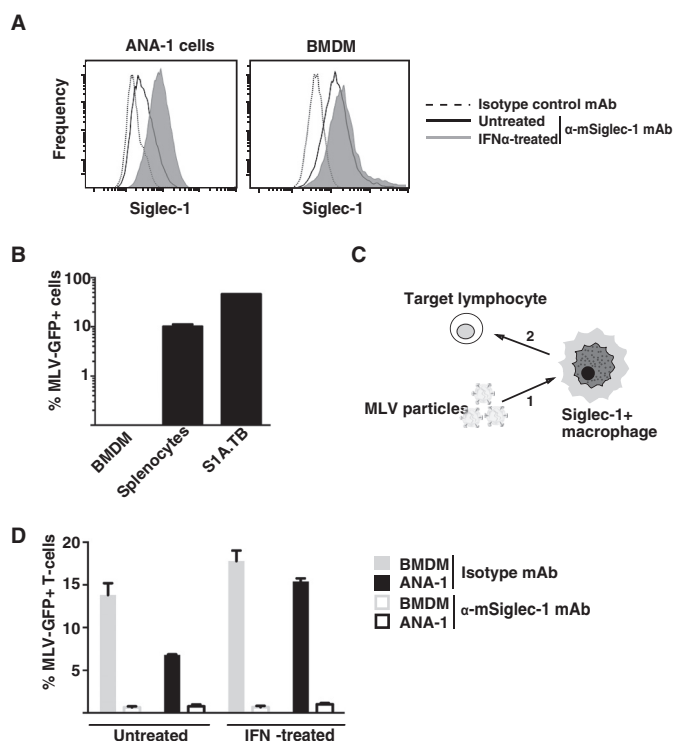 A
ANA-1 cells
BMDM
Frequency
Siglec-1
Siglec-1
Isotype control mAb
Untreated
IFNα-treated
α-mSiglec-1 mAb
B
% MLV-GFP+ cells
100
10
1
BMDM
Splenocytes
S1A.TB
C
Target lymphocyte
2
MLV particles
1
Siglec-1+
macrophage
D
% MLV-GFP+ T-cells
20
15
10
5
Untreated
IFN -treated
BMDM
ANA-1
Isotype mAb
BMDM
ANA-1
α-mSiglec-1 mAb